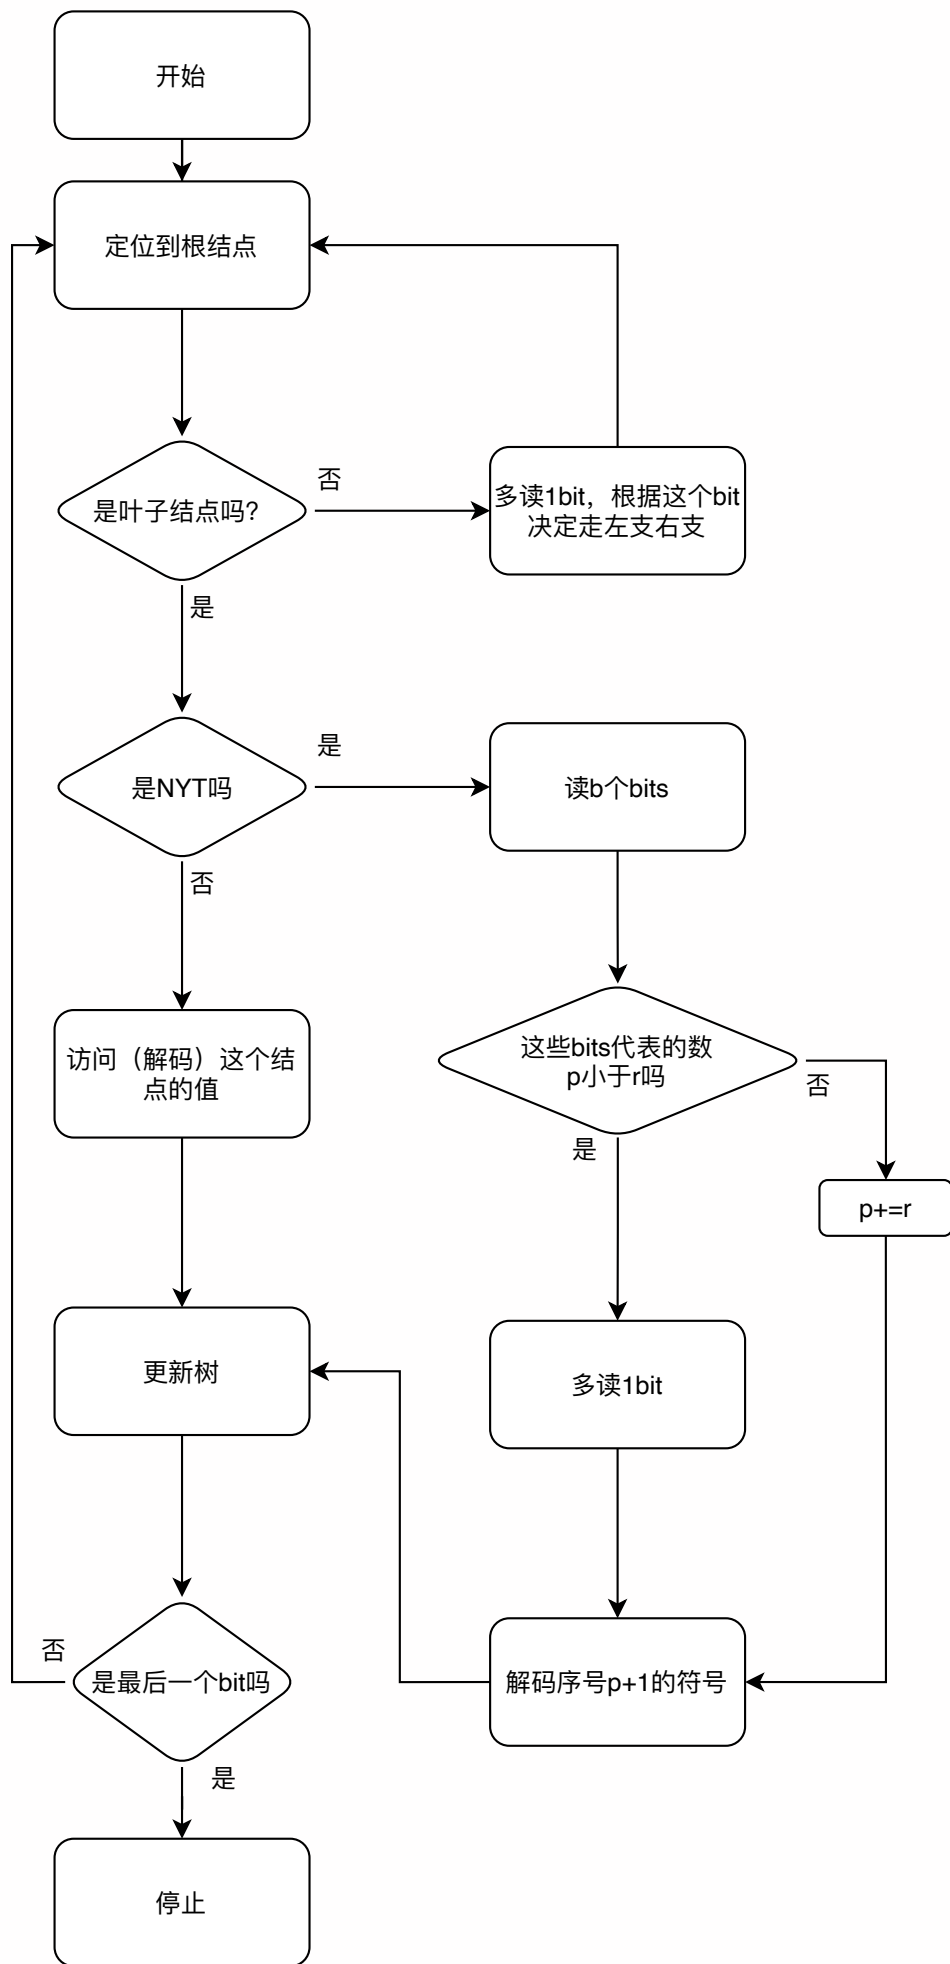 开始
定位到根结点
是叶子结点吗?
否
多读1bit，根据这个bit
决定走左支右支
是
是NYT吗
是
读b个bits
否
访问（解码）这个结
点的值
这些bits代表的数
p小于r吗
否
是
p+=r
更新树
多读1bit
否
是最后一个bit吗
解码序号p+1的符号
是
停止